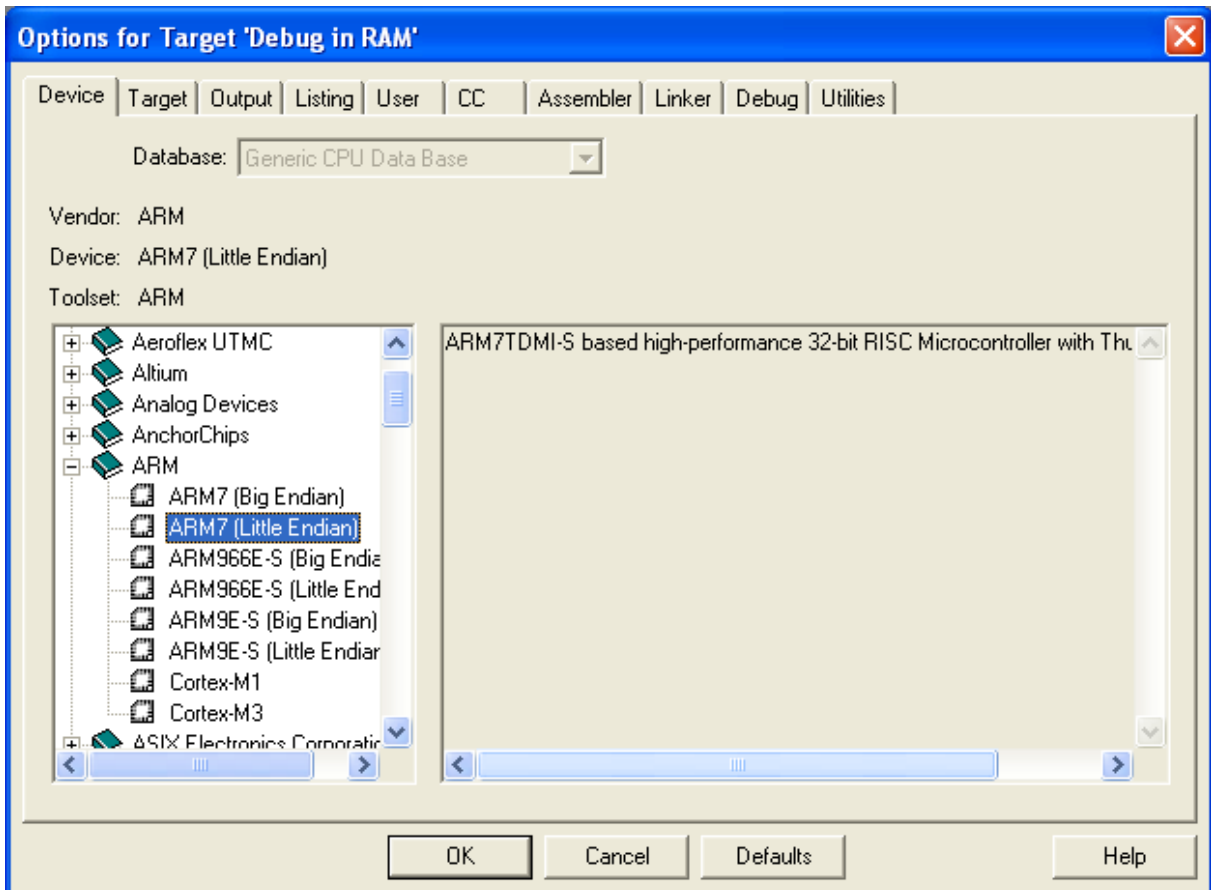 Options for Target 'Debug in RAM'
Device Target Output Listing User CC Assembler Linker Debug Utilities
Database: Generic CPU Data Base
Vendor: ARM
Device: ARM7 (Little Endian)
Toolset: ARM
Aeroflex UTMC
Altium
Analog Devices
AnchorChips
ARM
ARM7 (Big Endian)
ARM7 (Little Endian)
ARM966E-S (Big Endia
ARM966E-S (Little End
ARM9E-S (Big Endian)
ARM9E-S (Little Endiar
Cortex-M1
Cortex-M3
ASIX Electronics Corporatic
ARM7TDMI-S based high-performance 32-bit RISC Microcontroller with Thu
OK Cancel Defaults Help